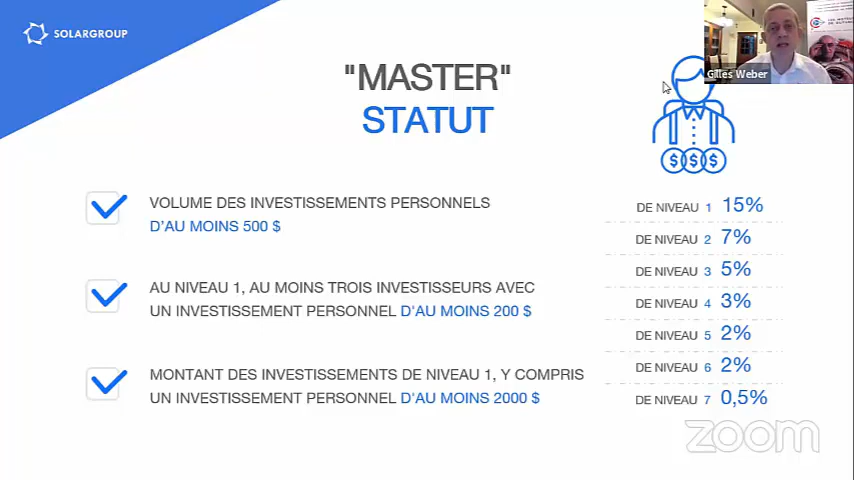 SOLARGROUP
"MASTER"
STATUT
Gilles Weber
VOLUME DES INVESTISSEMENTS PERSONNELS
D'AU MOINS 500 $
AU NIVEAU 1, AU MOINS TROIS INVESTISSEURS AVEC
UN INVESTISSEMENT PERSONNEL D'AU MOINS 200 $
MONTANT DES INVESTISSEMENTS DE NIVEAU 1, Y COMPRIS
UN INVESTISSEMENT PERSONNEL D'AU MOINS 2000 $
$ $ $
DE NIVEAU 1 15%
DE NIVEAU 2 7%
DE NIVEAU 3 5%
DE NIVEAU 4 3%
DE NIVEAU 5 2%
DE NIVEAU 6 2%
DE NIVEAU 7 0,5%
zoom